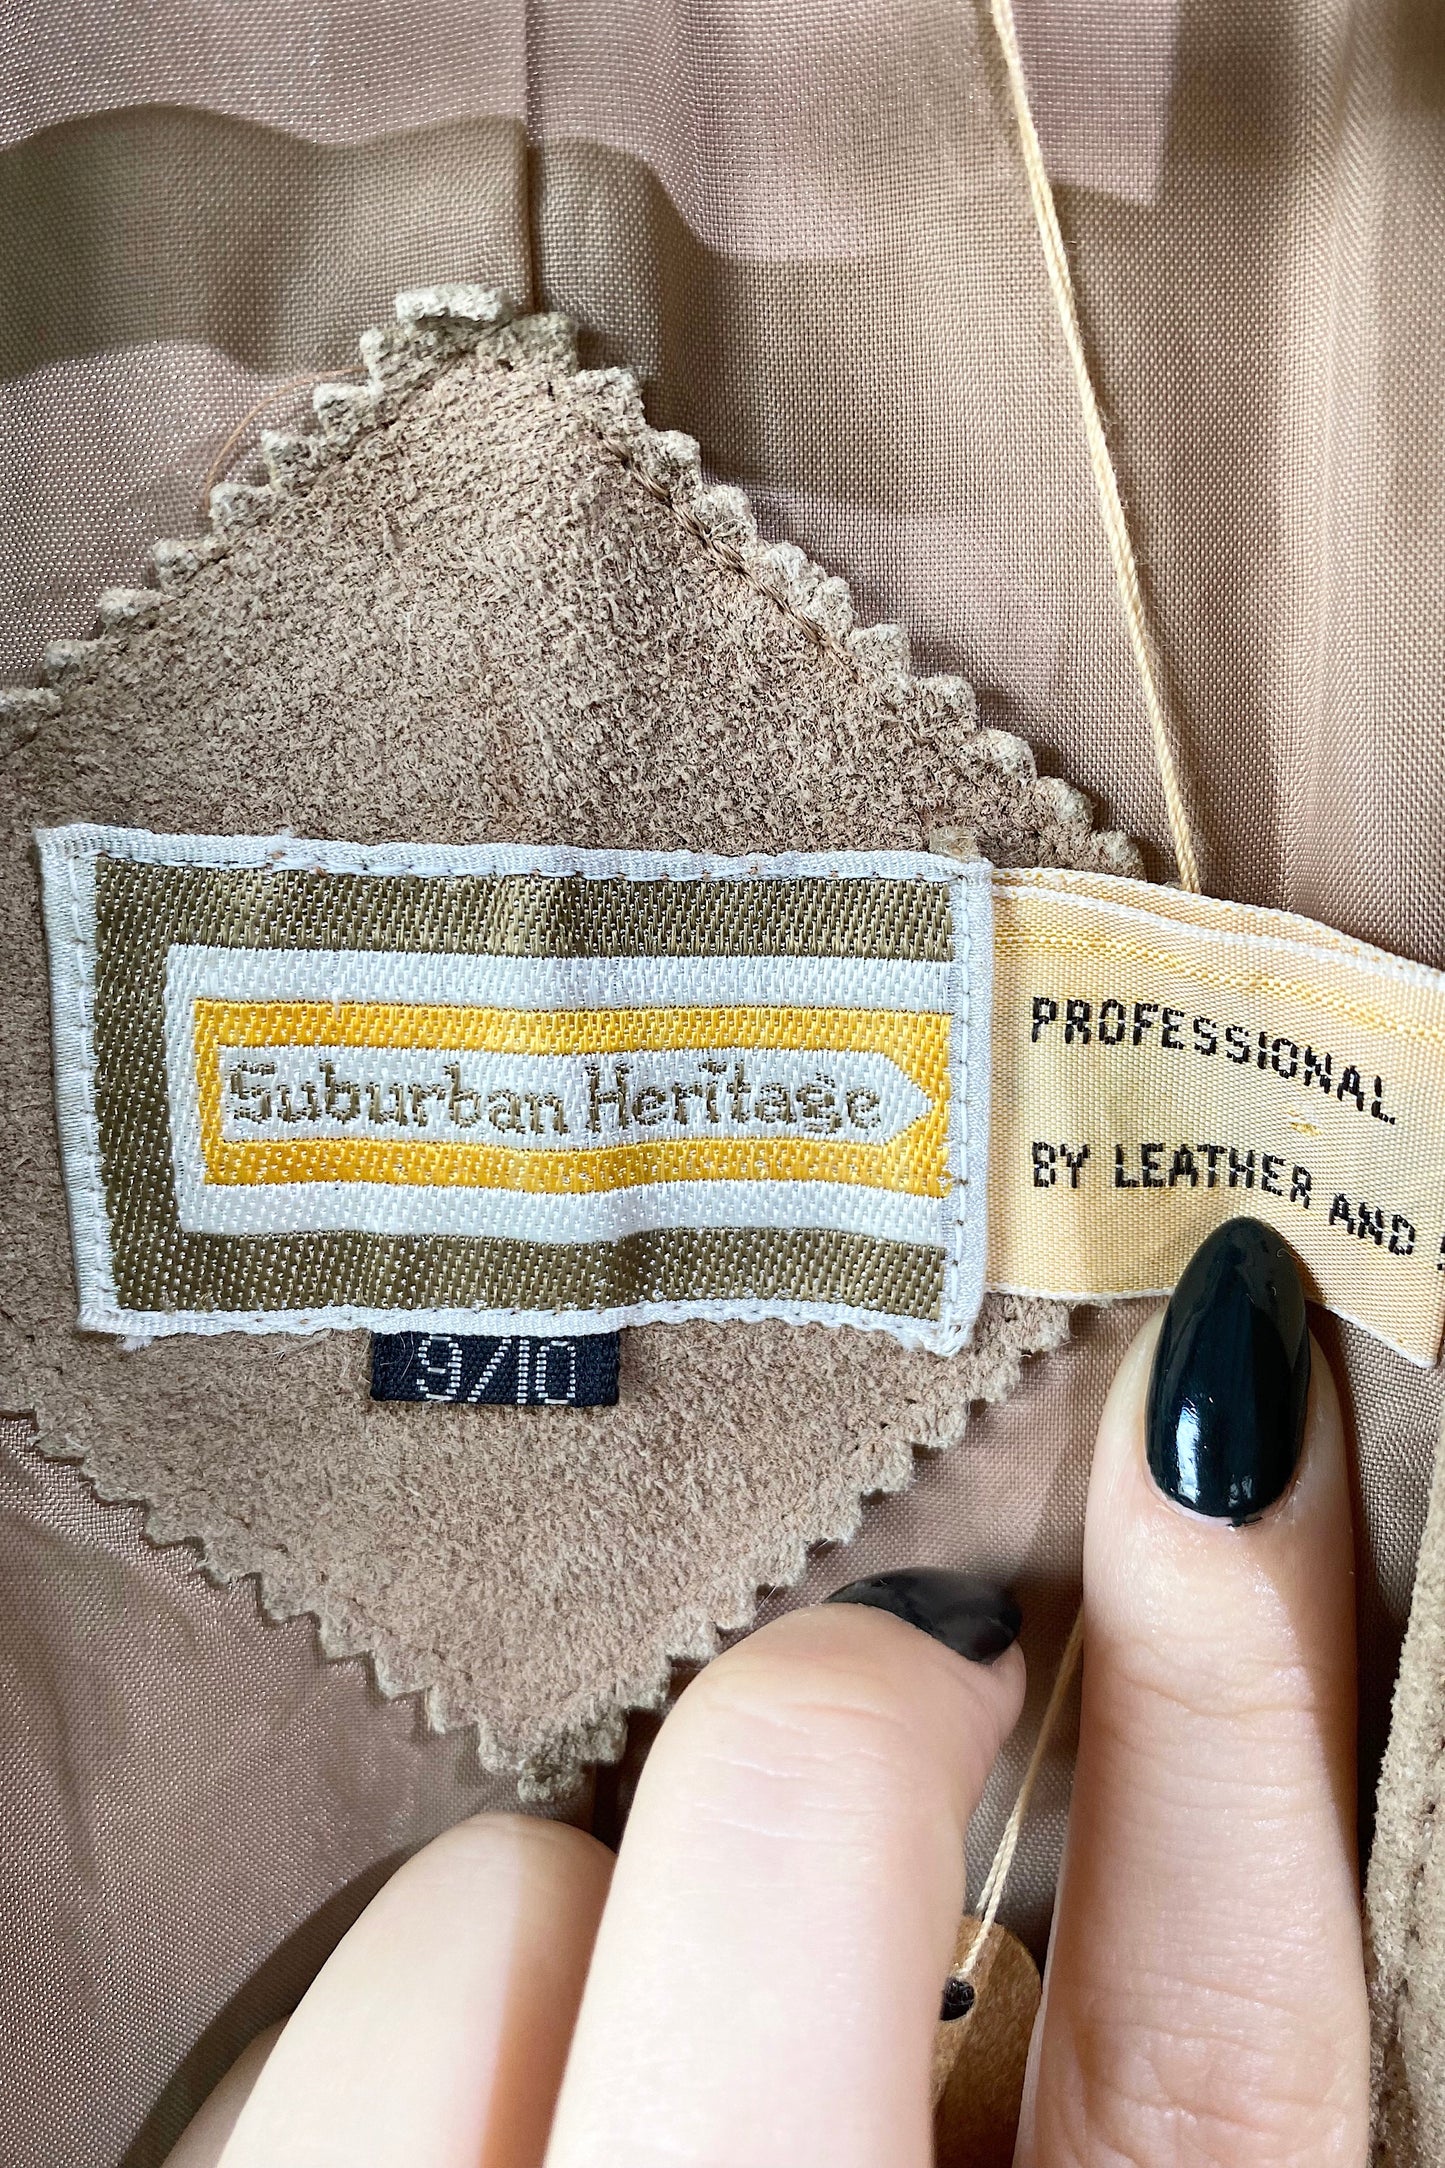 Suburban Heritage
9/10
PROFESSIONAL
BY LEATHER AND